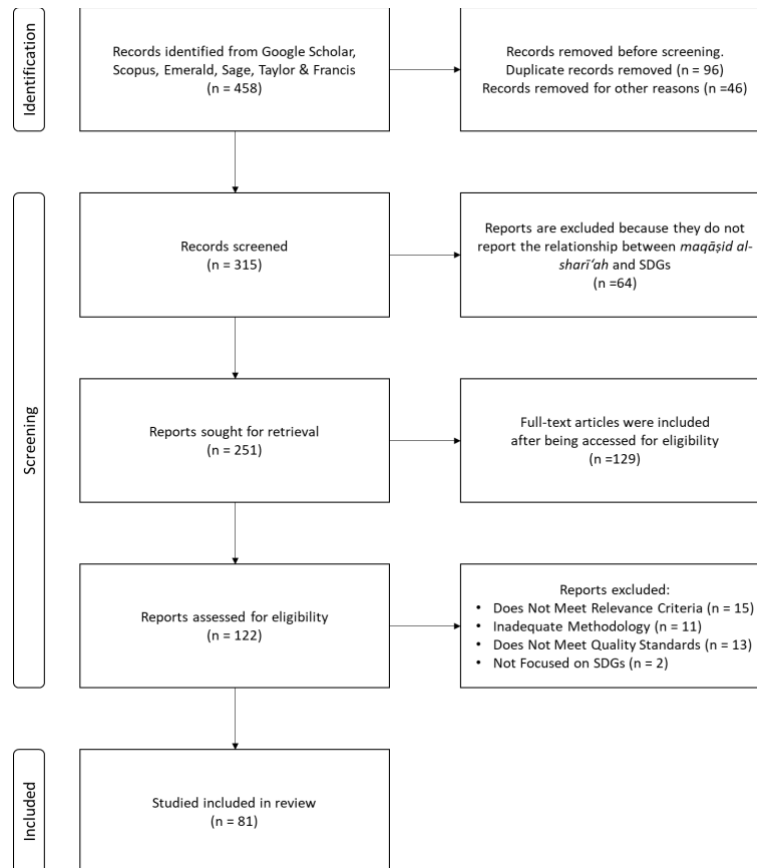 Identification
Records identified from Google Scholar,
Scopus, Emerald, Sage, Taylor & Francis
(n = 458)
Records removed before screening.
Duplicate records removed (n = 96)
Records removed for other reasons (n =46)
Screening
Records screened
(n = 315)
Reports are excluded because they do not
report the relationship between maqāṣid al-
sharī‘ah and SDGs
(n =64)
Reports sought for retrieval
(n = 251)
Full-text articles were included
after being accessed for eligibility
(n =129)
Reports assessed for eligibility
(n = 122)
Reports excluded:
• Does Not Meet Relevance Criteria (n = 15)
• Inadequate Methodology (n = 11)
• Does Not Meet Quality Standards (n = 13)
• Not Focused on SDGs (n = 2)
Included
Studied included in review
(n = 81)